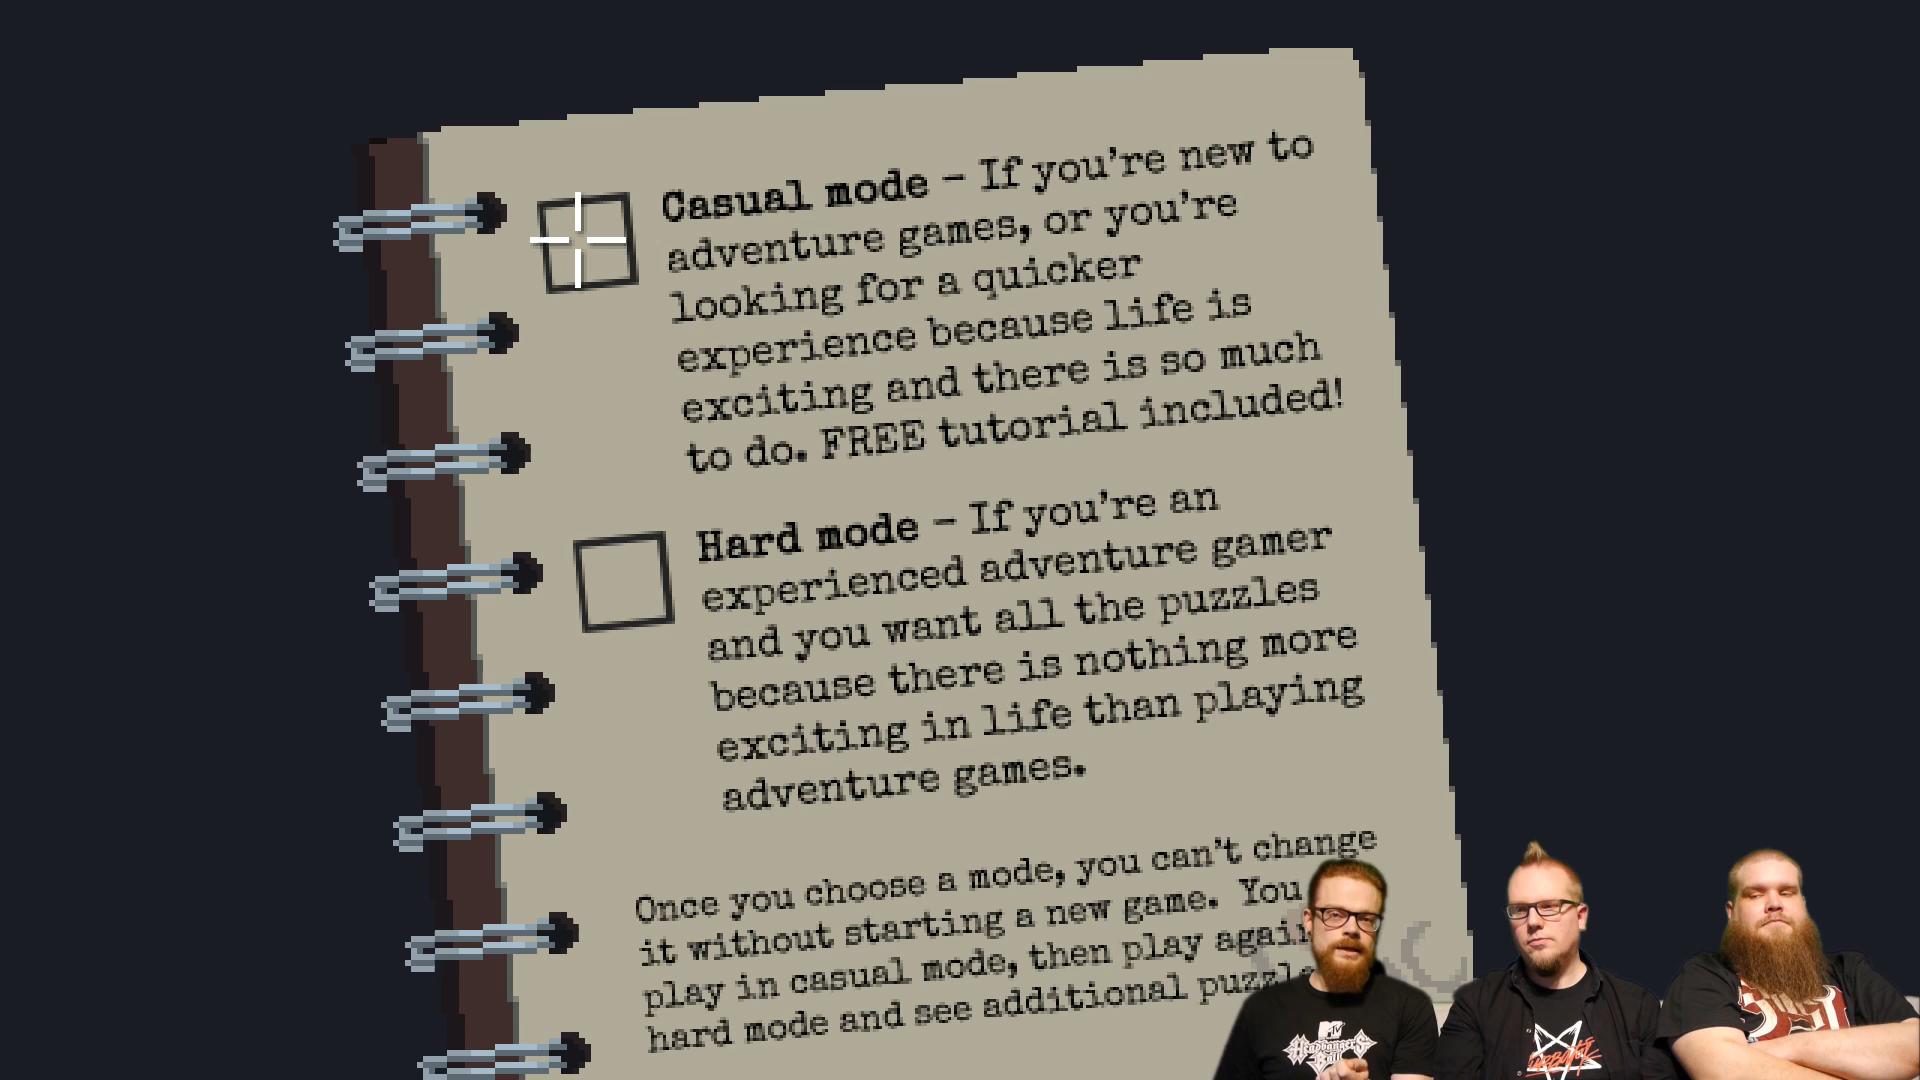 Casual mode - If you're new to
adventure games, or you're
looking for a quicker
experience because life is
exciting and there is so much
to do. FREE tutorial included!
Hard mode - If you're an
experienced adventure gamer
and you want all the puzzles
because there is nothing more
exciting in life than playing
adventure games.
Once you choose a mode, you can't change
it without starting a new game. You
play in casual mode, then play again
hard mode and see additional
MTV
Headbangers
Ball